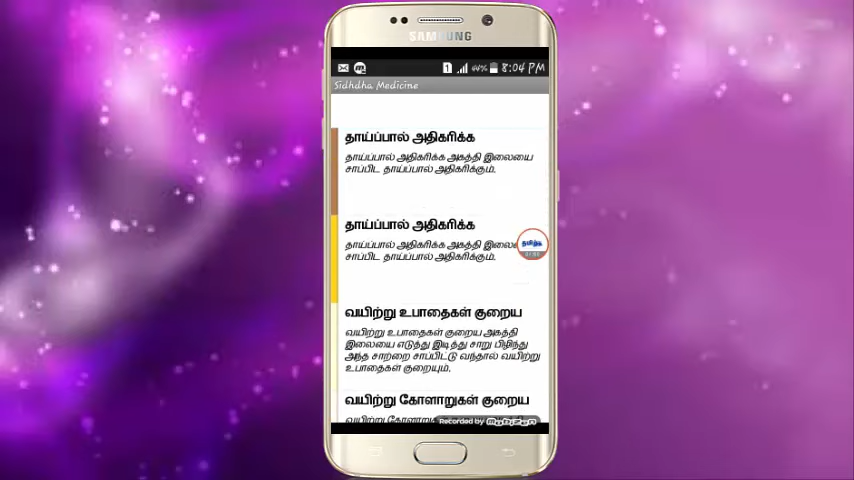 SAMSUNG
64% 8:04 PM
Sidhdha Medicine
தாய்ப்பால் அதிகரிக்க
தாய்ப்பால் அதிகரிக்க அகத்தி இலையை
சாப்பிட தாய்ப்பால் அதிகரிக்கும்.
தாய்ப்பால் அதிகரிக்க
தாய்ப்பால் அதிகரிக்க அகத்தி இலை
சாப்பிட தாய்ப்பால் அதிகரிக்கும்.
வயிற்று உபாதைகள் குறைய
வயிற்று உபாதைகள் குறைய அகத்தி
இலையை எடுத்து இடித்து சாறு பிழிந்து
அந்த சாற்றை சாப்பிட்டு வந்தால் வயிற்று
உபாதைகள் குறையும்.
வயிற்று கோளாறுகள் குறைய
Recorded by